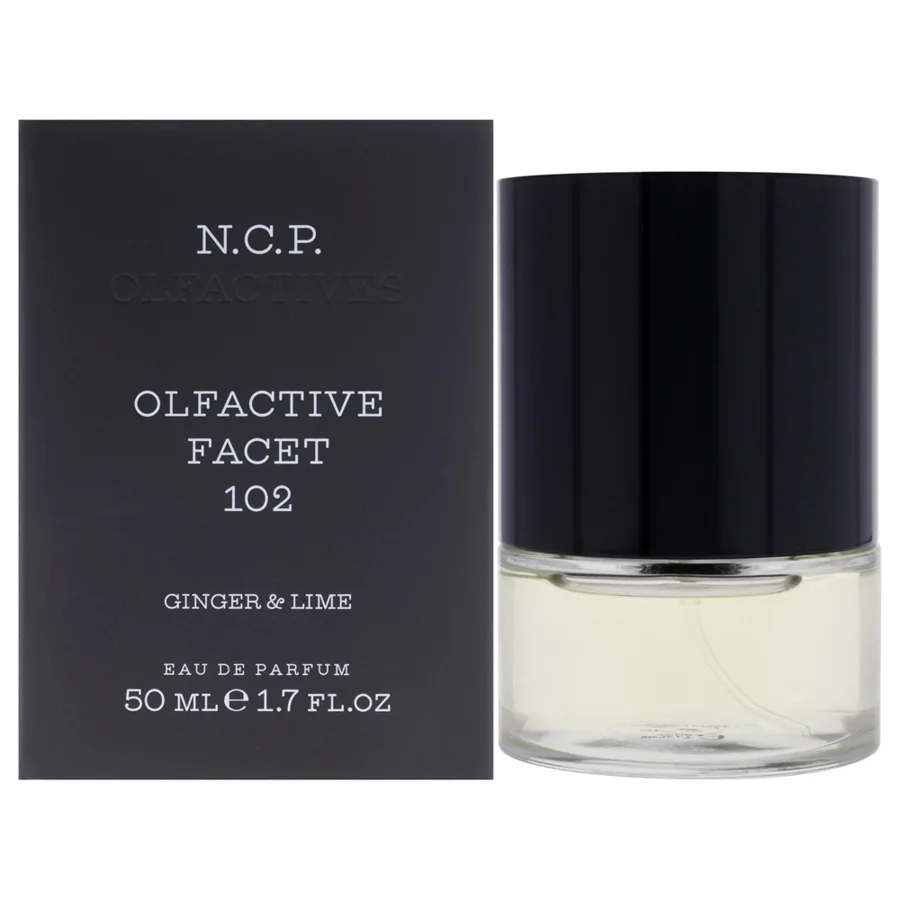 N.C.P.
OLFACTIVES
OLFACTIVE
FACET
102
GINGER & LIME
EAU DE PARFUM
50 ML ℮ 1.7 FL.OZ